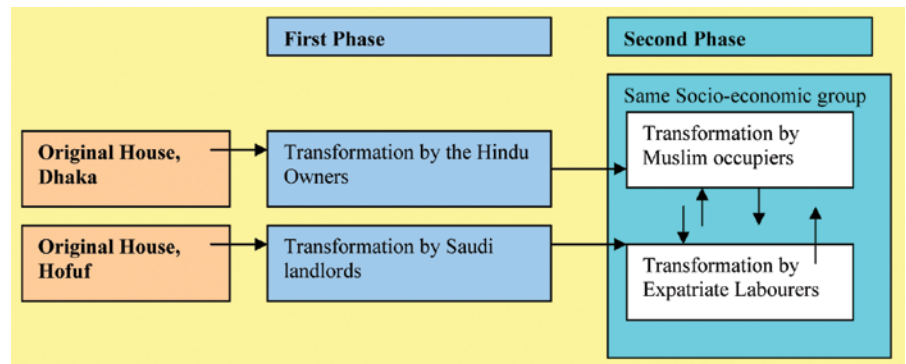 First Phase
Second Phase
Same Socio-economic group
Original House,
Dhaka
Transformation by the Hindu
Owners
Transformation by
Muslim occupiers
Original House,
Hofuf
Transformation by Saudi
landlords
Transformation by
Expatriate Labourers